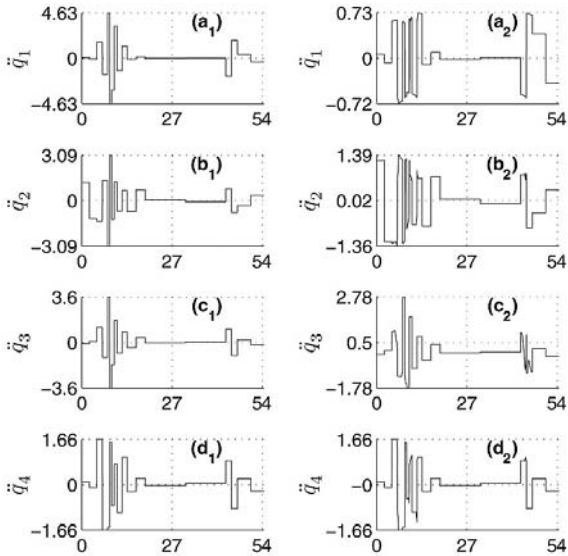 4.63 (a1) 0.73 (a2)
q̈1 0 q̈1 0
−4.63 −0.72
0 27 54 0 27 54
3.09 (b1) 1.39 (b2)
q̈2 0 q̈2 0.02
−3.09 −1.36
0 27 54 0 27 54
3.6 (c1) 2.78 (c2)
q̈3 0 q̈3 0.5
−3.6 −1.78
0 27 54 0 27 54
1.66 (d1) 1.66 (d2)
q̈4 −0 q̈4 −0
−1.66 −1.66
0 27 54 0 27 54